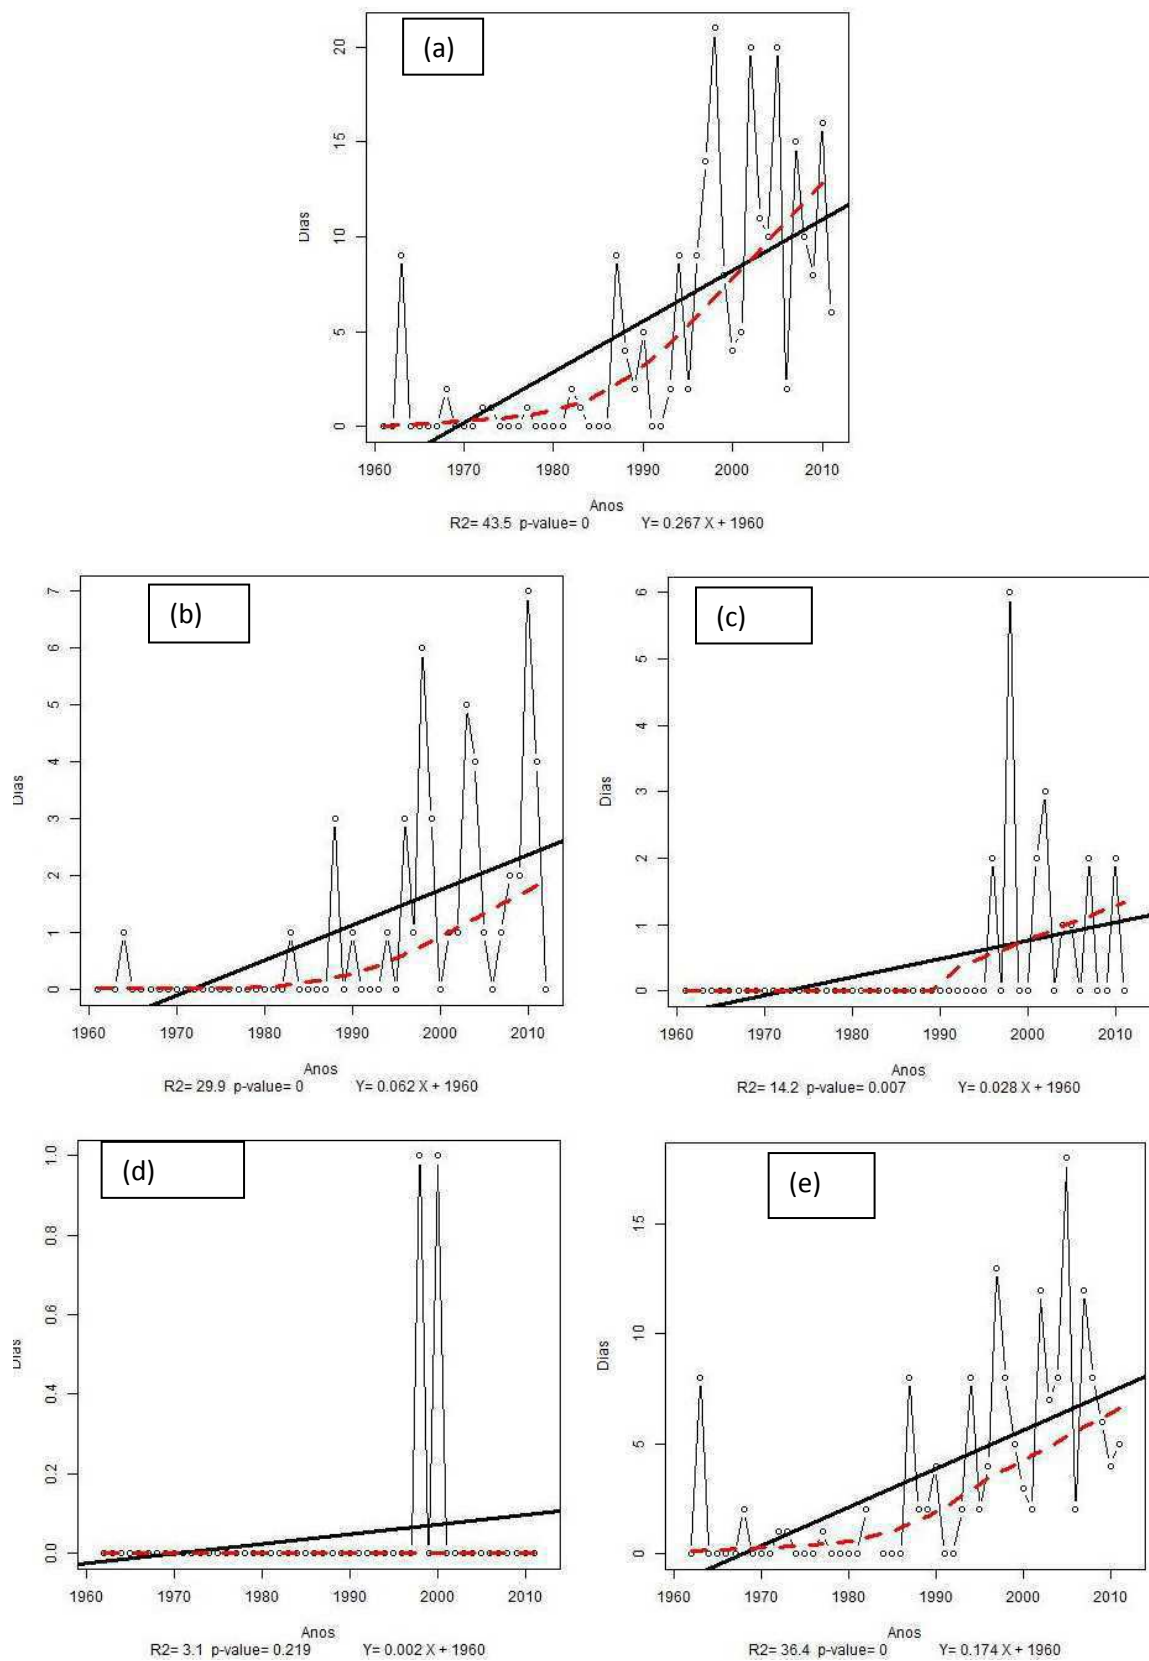 (a)
20
15
10
5
0
Dias
1960 1970 1980 1990 2000 2010
Anos
R2= 43.5 p-value= 0 Y= 0.267 X + 1960
(b)
7
6
5
4
3
2
1
0
Dias
1960 1970 1980 1990 2000 2010
Anos
R2= 29.9 p-value= 0 Y= 0.062 X + 1960
(c)
6
5
4
3
2
1
0
Dias
1960 1970 1980 1990 2000 2010
Anos
R2= 14.2 p-value= 0.007 Y= 0.028 X + 1960
(d)
1.0
0.8
0.6
0.4
0.2
0.0
Dias
1960 1970 1980 1990 2000 2010
Anos
R2= 3.1 p-value= 0.219 Y= 0.002 X + 1960
(e)
15
10
5
0
Dias
1960 1970 1980 1990 2000 2010
Anos
R2= 36.4 p-value= 0 Y= 0.174 X + 1960